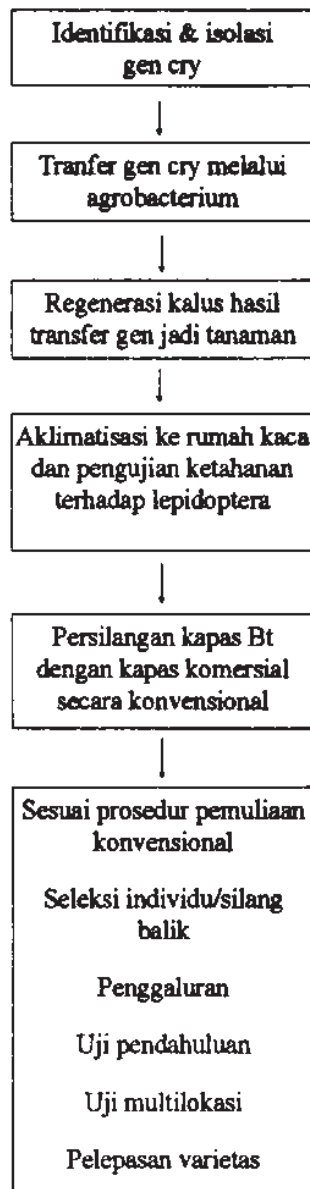 Identifikasi & isolasi
gen cry
Tranfer gen cry melalui
agrobacterium
Regenerasi kalus hasil
transfer gen jadi tanaman
Aklimatisasi ke rumah kaca
dan pengujian ketahanan
terhadap lepidoptera
Persilangan kapas Bt
dengan kapas komersial
secara konvensional
Sesuai prosedur pemuliaan
konvensional
Seleksi individu/silang
balik
Penggaluran
Uji pendahuluan
Uji multilokasi
Pelepasan varietas